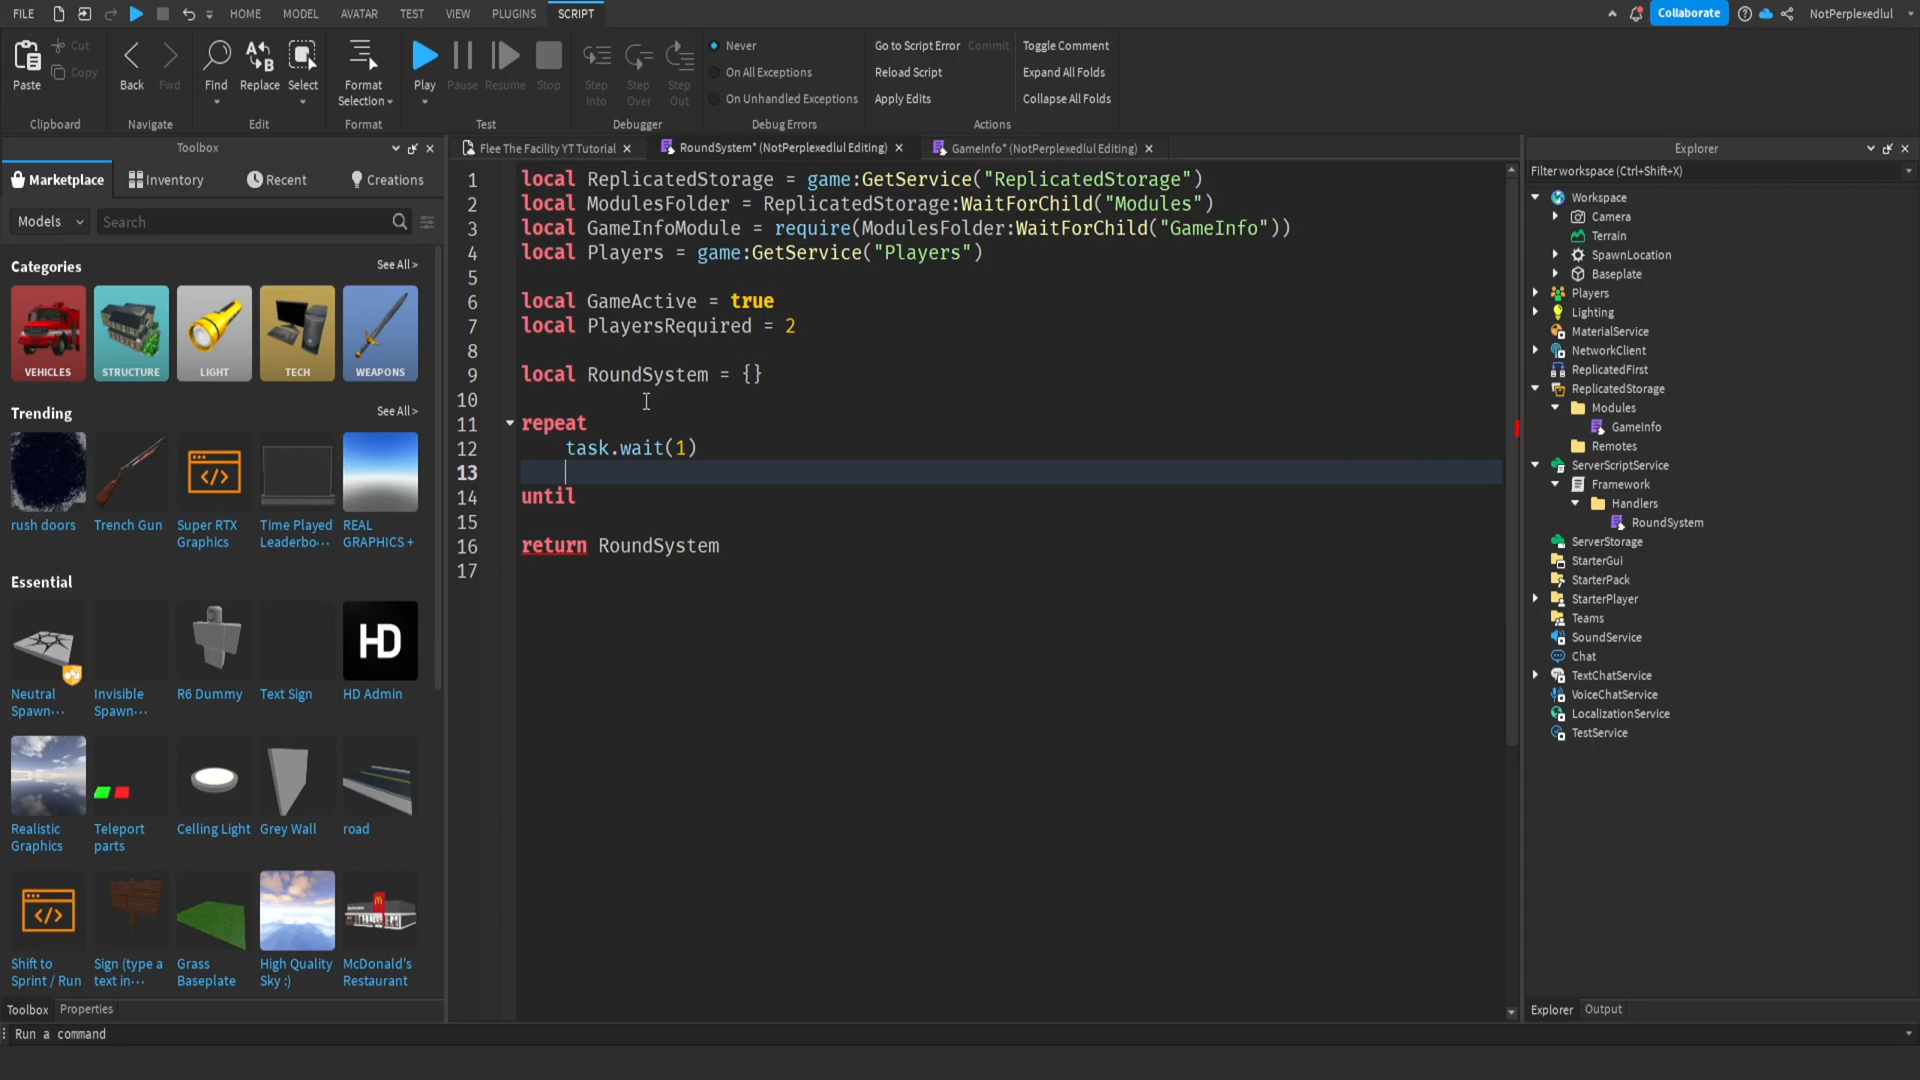 FILE HOME MODEL AVATAR TEST VIEW PLUGINS SCRIPT Collaborate NotPerplexedlul
Paste Cut Copy
Clipboard
Back Fwd
Navigate
Find Replace Select
Edit
Format Selection
Format
Play Pause Resume Stop
Test
Step Into
Step Over
Step Out
Debugger
Never
On All Exceptions
On Unhandled Exceptions
Debug Errors
Go to Script Error Commit
Reload Script
Apply Edits
Toggle Comment
Expand All Folds
Collapse All Folds
Actions
Toolbox
Marketplace Inventory Recent Creations
Models Search
Categories See All >
VEHICLES STRUCTURE LIGHT TECH WEAPONS
Trending See All >
rush doors
Trench Gun
Super RTX Graphics
Time Played Leaderbo···
REAL GRAPHICS +
Essential
HD
Neutral Spawn···
Invisible Spawn···
R6 Dummy
Text Sign
HD Admin
Realistic Graphics
Teleport parts
Celling Light
Grey Wall
road
Shift to Sprint / Run
Sign (type a text in···
Grass Baseplate
High Quality Sky :)
McDonald's Restaurant
Toolbox Properties
Run a command
Flee The Facility YT Tutorial
RoundSystem* (NotPerplexedlul Editing)
GameInfo* (NotPerplexedlul Editing)
1 local ReplicatedStorage = game:GetService("ReplicatedStorage")
2 local ModulesFolder = ReplicatedStorage:WaitForChild("Modules")
3 local GameInfoModule = require(ModulesFolder:WaitForChild("GameInfo"))
4 local Players = game:GetService("Players")
5
6 local GameActive = true
7 local PlayersRequired = 2
8
9 local RoundSystem = {}
10
11 repeat
12 task.wait(1)
13
14 until
15
16 return RoundSystem
17
Explorer
Filter workspace (Ctrl+Shift+X)
Workspace
Camera
Terrain
SpawnLocation
Baseplate
Players
Lighting
MaterialService
NetworkClient
ReplicatedFirst
ReplicatedStorage
Modules
GameInfo
Remotes
ServerScriptService
Framework
Handlers
RoundSystem
ServerStorage
StarterGui
StarterPack
StarterPlayer
Teams
SoundService
Chat
TextChatService
VoiceChatService
LocalizationService
TestService
Explorer Output